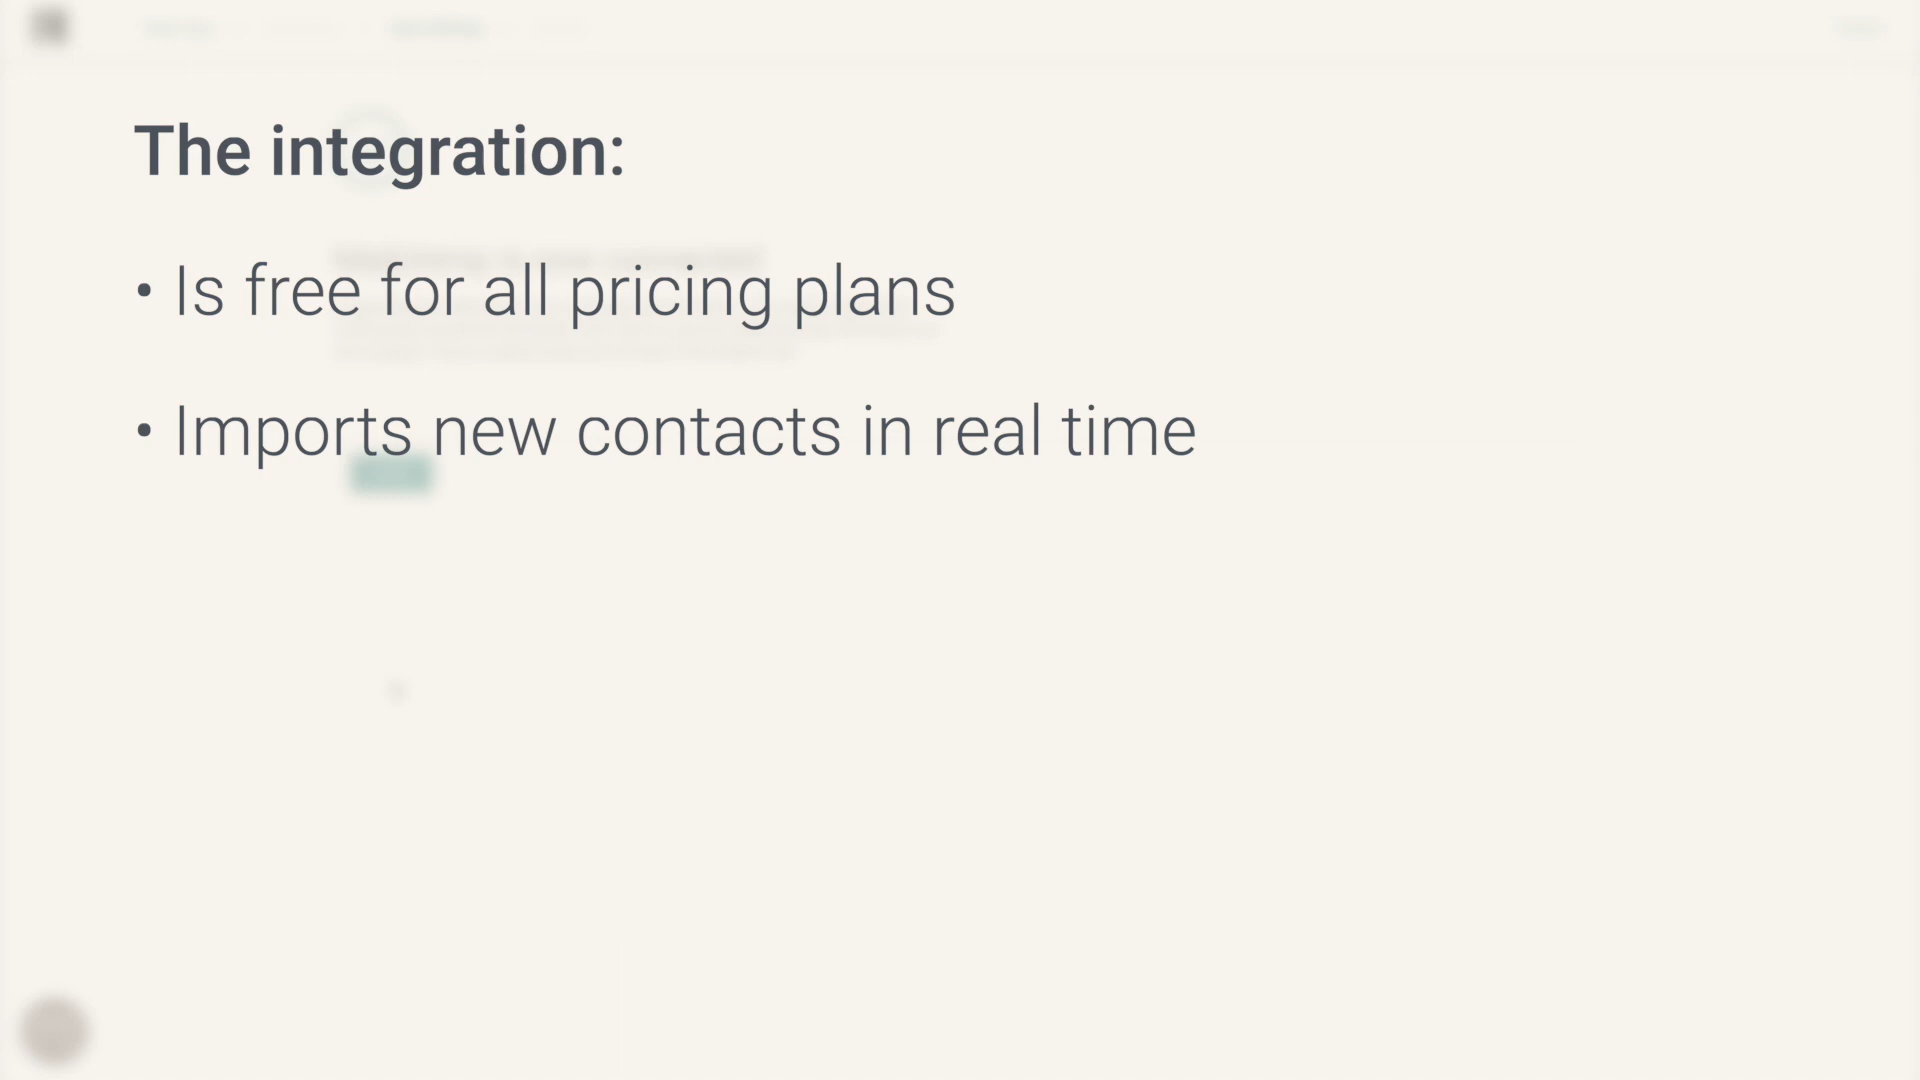 The integration:
• Is free for all pricing plans
• Imports new contacts in real time